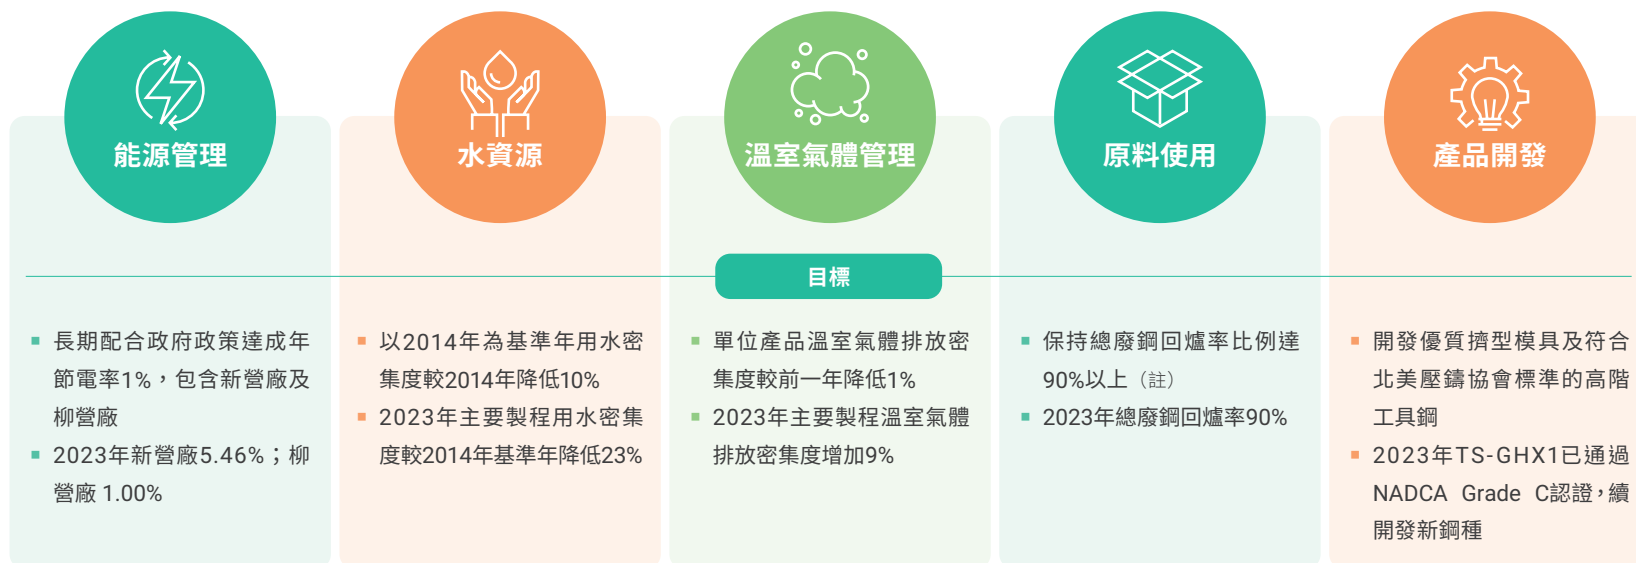 能源管理
水資源
溫室氣體管理
原料使用
產品開發
目標
▪ 長期配合政府政策達成年
節電率1%，包含新營廠及
柳營廠
▪ 2023年新營廠5.46%；柳
營廠 1.00%
▪ 以2014年為基準年用水密
集度較2014年降低10%
▪ 2023年主要製程用水密集
度較2014年基準年降低23%
▪ 單位產品溫室氣體排放密
集度較前一年降低1%
▪ 2023年主要製程溫室氣體
排放密集度增加9%
▪ 保持總廢鋼回爐率比例達
90%以上（註）
▪ 2023年總廢鋼回爐率90%
▪ 開發優質擠型模具及符合
北美壓鑄協會標準的高階
工具鋼
▪ 2023年TS-GHX1已通過
NADCA Grade C認證，續
開發新鋼種